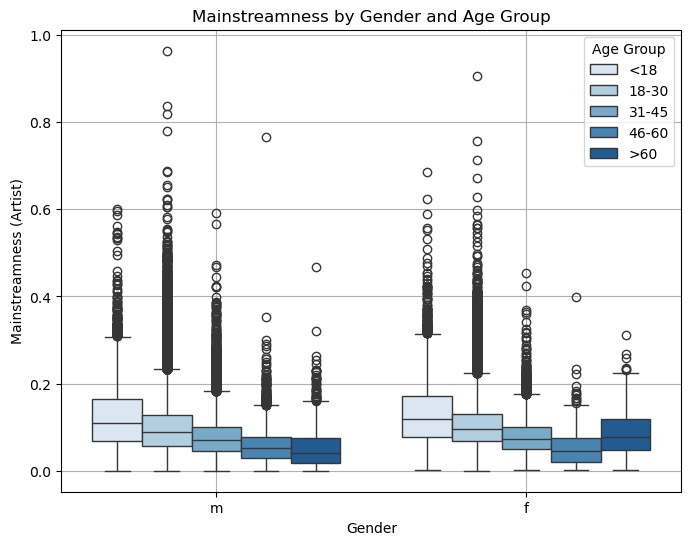 Mainstreamness by Gender and Age Group
1.0
0.8
0.6
0.4
0.2
0.0
Mainstreamness (Artist)
Age Group
<18
18-30
31-45
46-60
>60
m
f
Gender